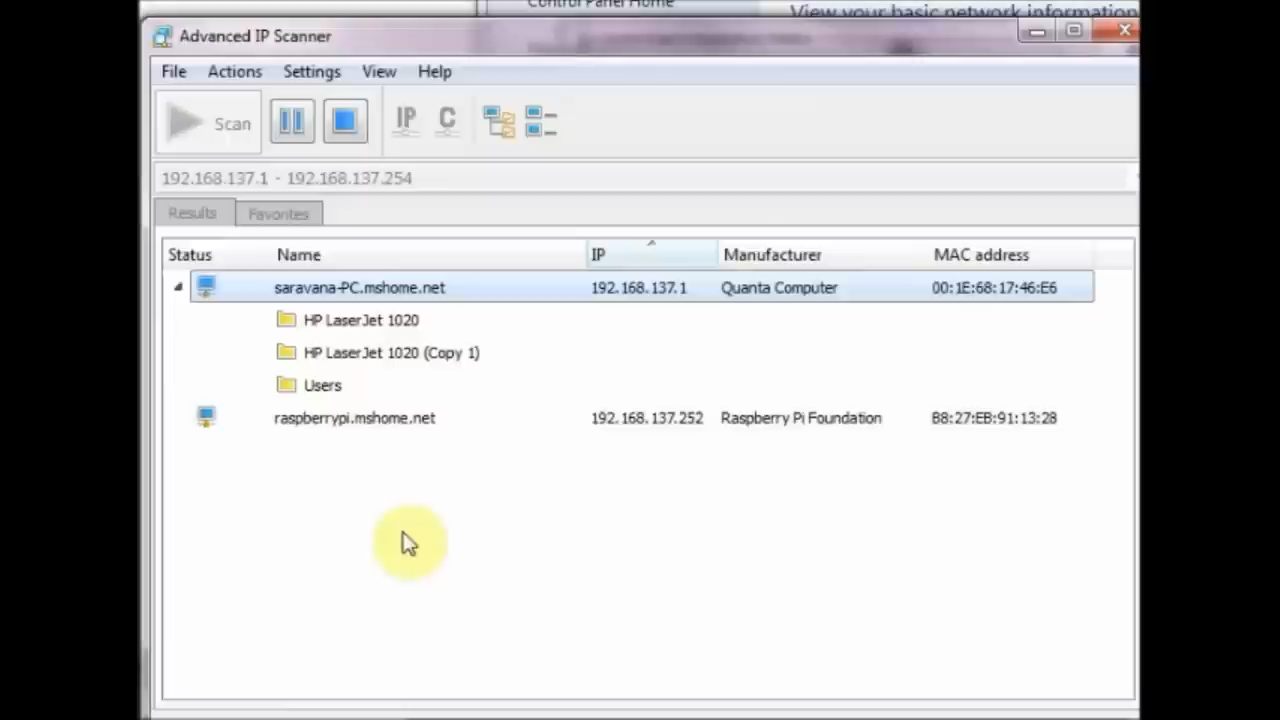 Control Panel Home
View your basic network information
Advanced IP Scanner
File Actions Settings View Help
Scan IP C
192.168.137.1 - 192.168.137.254
Results Favorites
Status Name IP Manufacturer MAC address
saravana-PC.mshome.net 192.168.137.1 Quanta Computer 00:1E:68:17:46:E6
HP LaserJet 1020
HP LaserJet 1020 (Copy 1)
Users
raspberrypi.mshome.net 192.168.137.252 Raspberry Pi Foundation B8:27:EB:91:13:28